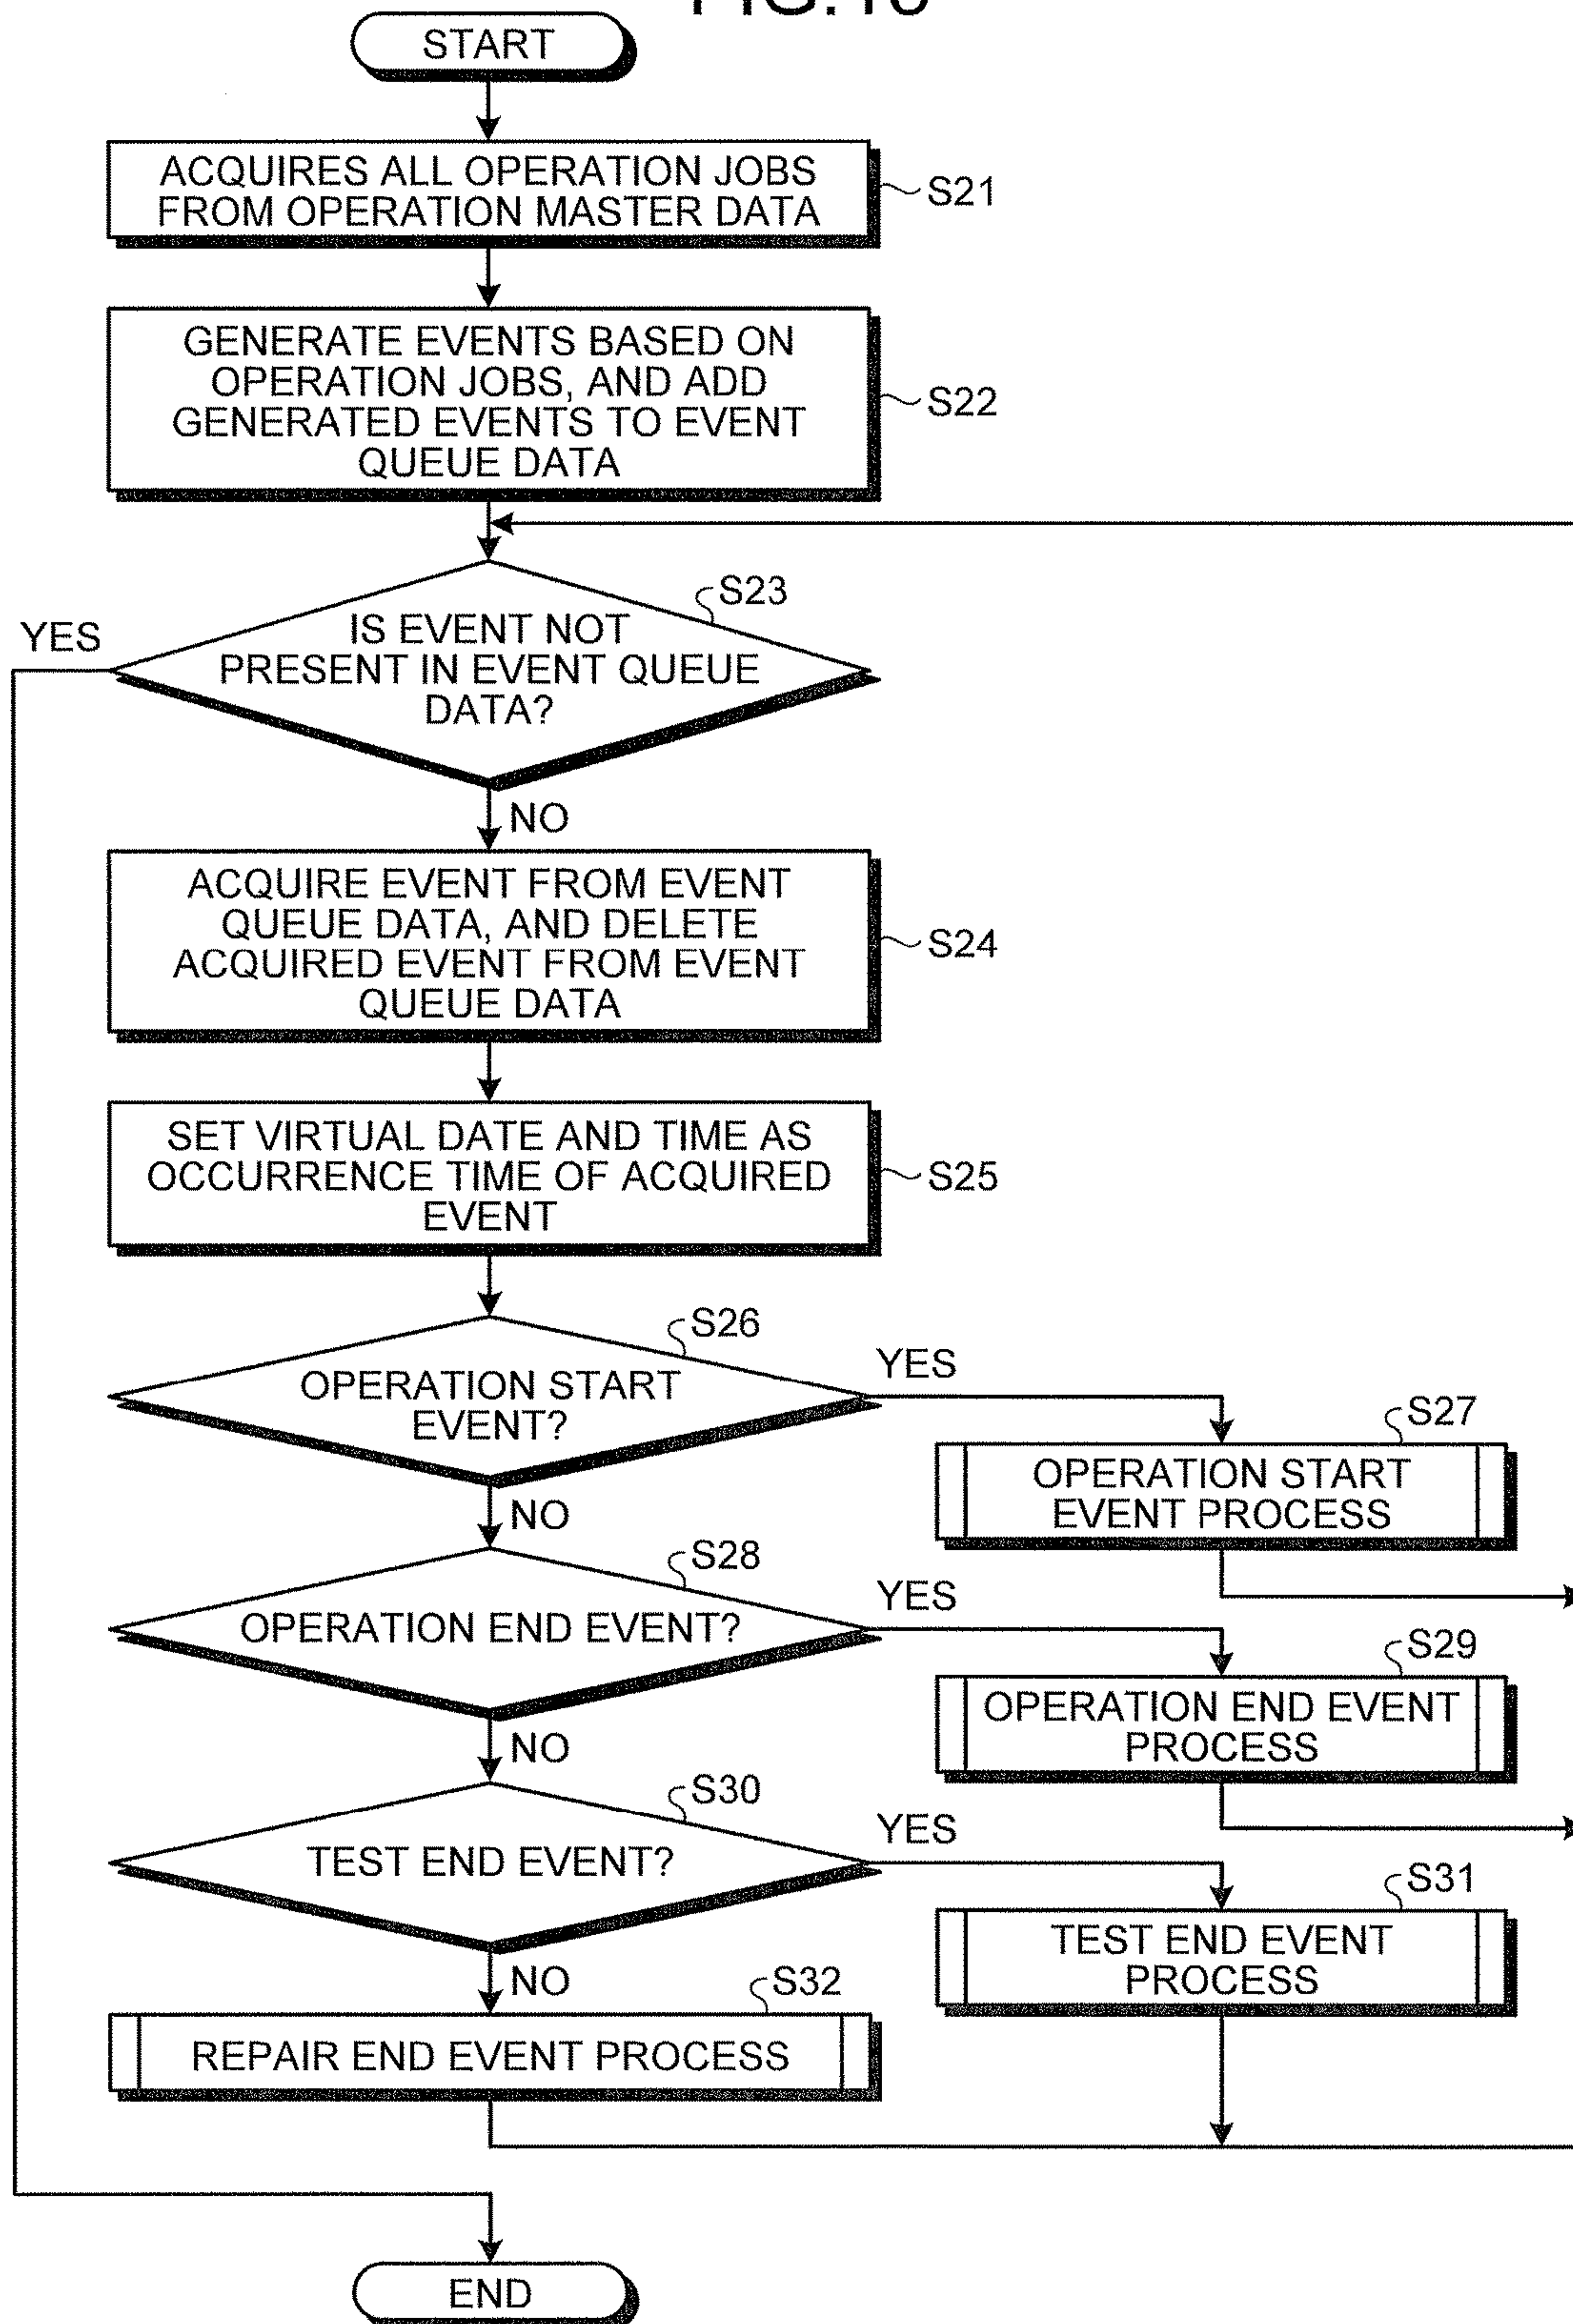 START
ACQUIRES ALL OPERATION JOBS
FROM OPERATION MASTER DATA
S21
GENERATE EVENTS BASED ON
OPERATION JOBS, AND ADD
GENERATED EVENTS TO EVENT
QUEUE DATA
S22
S23
YES
IS EVENT NOT
PRESENT IN EVENT QUEUE
DATA?
NO
ACQUIRE EVENT FROM EVENT
QUEUE DATA, AND DELETE
ACQUIRED EVENT FROM EVENT
QUEUE DATA
S24
SET VIRTUAL DATE AND TIME AS
OCCURRENCE TIME OF ACQUIRED
EVENT
S25
S26
YES
OPERATION START
EVENT?
S27
OPERATION START
EVENT PROCESS
NO
S28
YES
OPERATION END EVENT?
S29
OPERATION END EVENT
PROCESS
NO
S30
YES
TEST END EVENT?
S31
TEST END EVENT
PROCESS
NO
S32
REPAIR END EVENT PROCESS
END